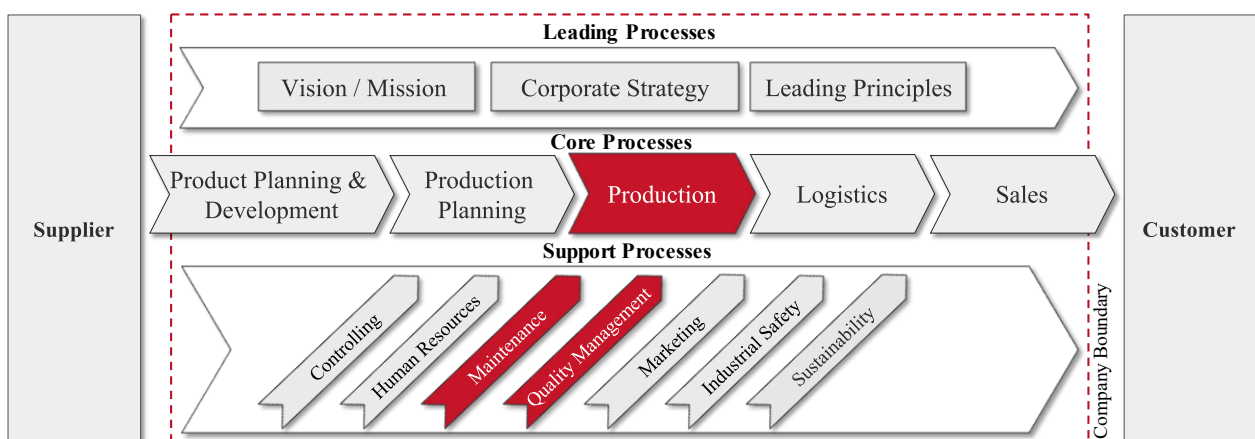 Leading Processes
Vision / Mission
Corporate Strategy
Leading Principles
Core Processes
Supplier
Product Planning &
Development
Production
Planning
Production
Logistics
Sales
Customer
Support Processes
Controlling
Human Resources
Maintenance
Quality Management
Marketing
Industrial Safety
Sustainability
Company Boundary